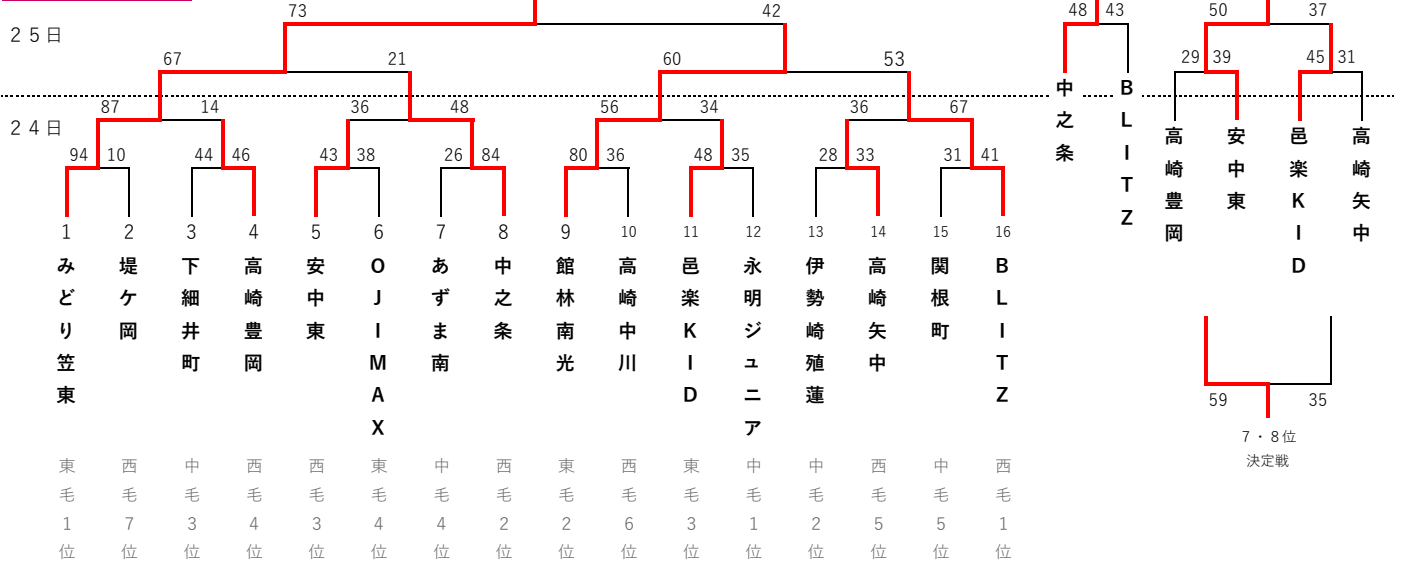 73 42 48 43 50 37
25日
67 21 60 53 29 39 45 31
87 14 36 48 56 34 36 67
24日
94 10 44 46 43 38 26 84 80 36 48 35 28 33 31 41
中之条
BLITZ
高崎豊岡
安中東
邑楽KID
高崎矢中
1 2 3 4 5 6 7 8 9 10 11 12 13 14 15 16
みどり笠東
堤ケ岡
下細井町
高崎豊岡
安中東
OJIMAX
あずま南
中之条
館林南光
高崎中川
邑楽KID
永明ジュニア
伊勢崎殖蓮
高崎矢中
関根町
BLITZ
59 35
7・8位
決定戦
東毛1位
西毛7位
中毛3位
西毛4位
西毛3位
東毛4位
中毛4位
西毛2位
東毛2位
西毛6位
東毛3位
中毛1位
中毛2位
西毛5位
中毛5位
西毛1位